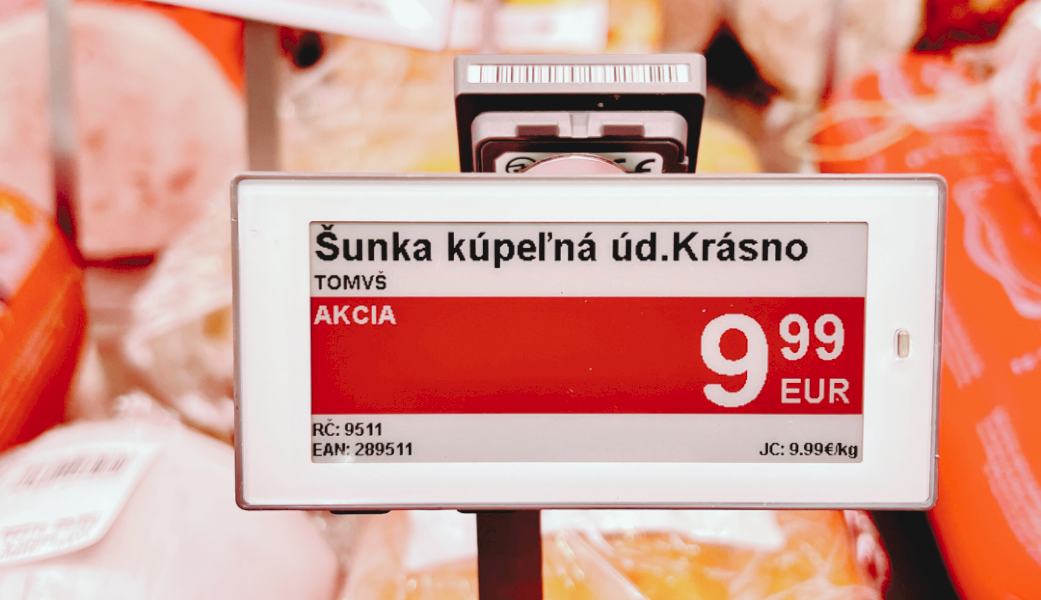 Šunka kúpeľná úd.Krásno
TOMVŠ
AKCIA
9 99
EUR
RČ: 9511
EAN: 289511
JC: 9.99€/kg